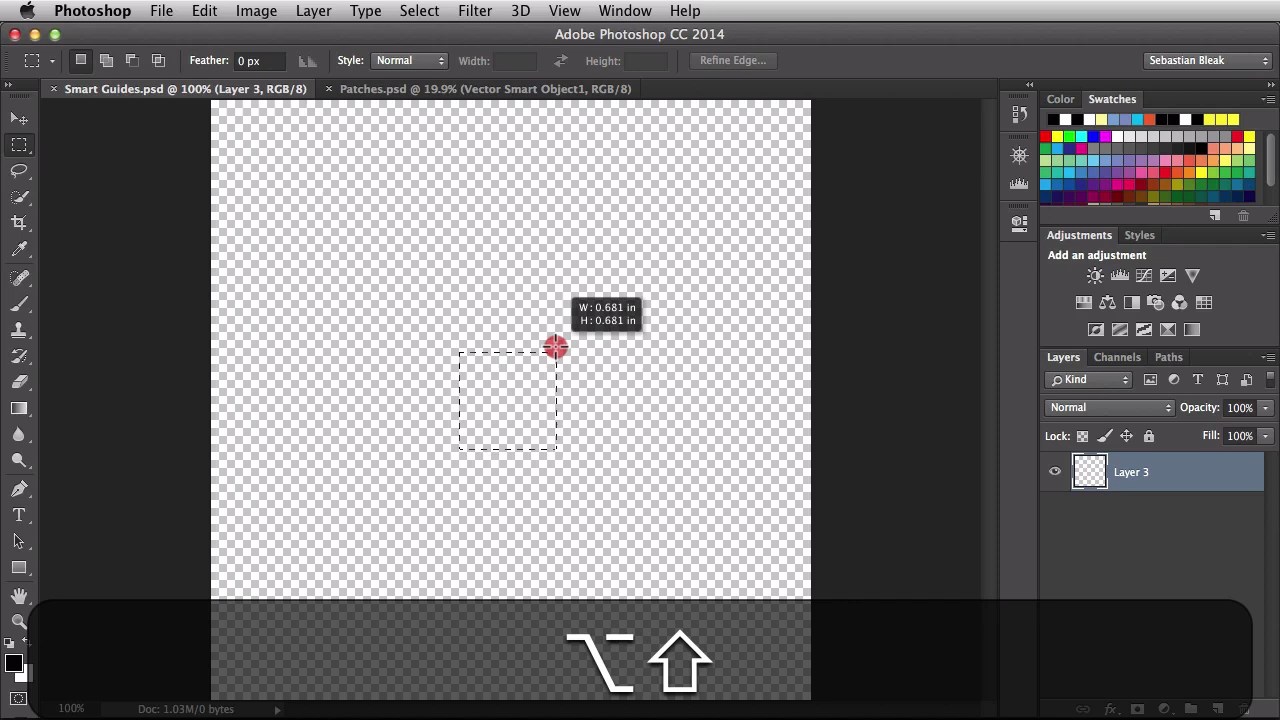 Photoshop File Edit Image Layer Type Select Filter 3D View Window Help
Adobe Photoshop CC 2014
Feather: 0 px Style: Normal Width: Height: Refine Edge... Sebastian Bleak
× Smart Guides.psd @ 100% (Layer 3, RGB/8) × Patches.psd @ 19.9% (Vector Smart Object1, RGB/8)
Color Swatches
Adjustments Styles
Add an adjustment
W: 0.681 in
H: 0.681 in
Layers Channels Paths
Kind
Normal Opacity: 100%
Lock: Fill: 100%
Layer 3
⌥⇧
100% Doc: 1.03M/0 bytes